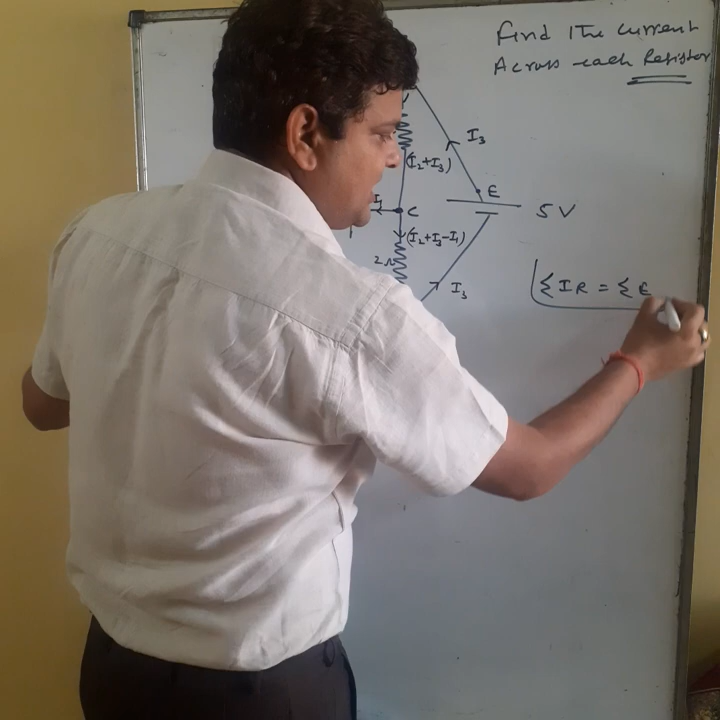 Find the current
Across each Resistor
I₃
(I₂+I₃)
E
5V
I₁
C
(I₂+I₃-I₁)
2Ω
I₃
ΣIR = ΣE